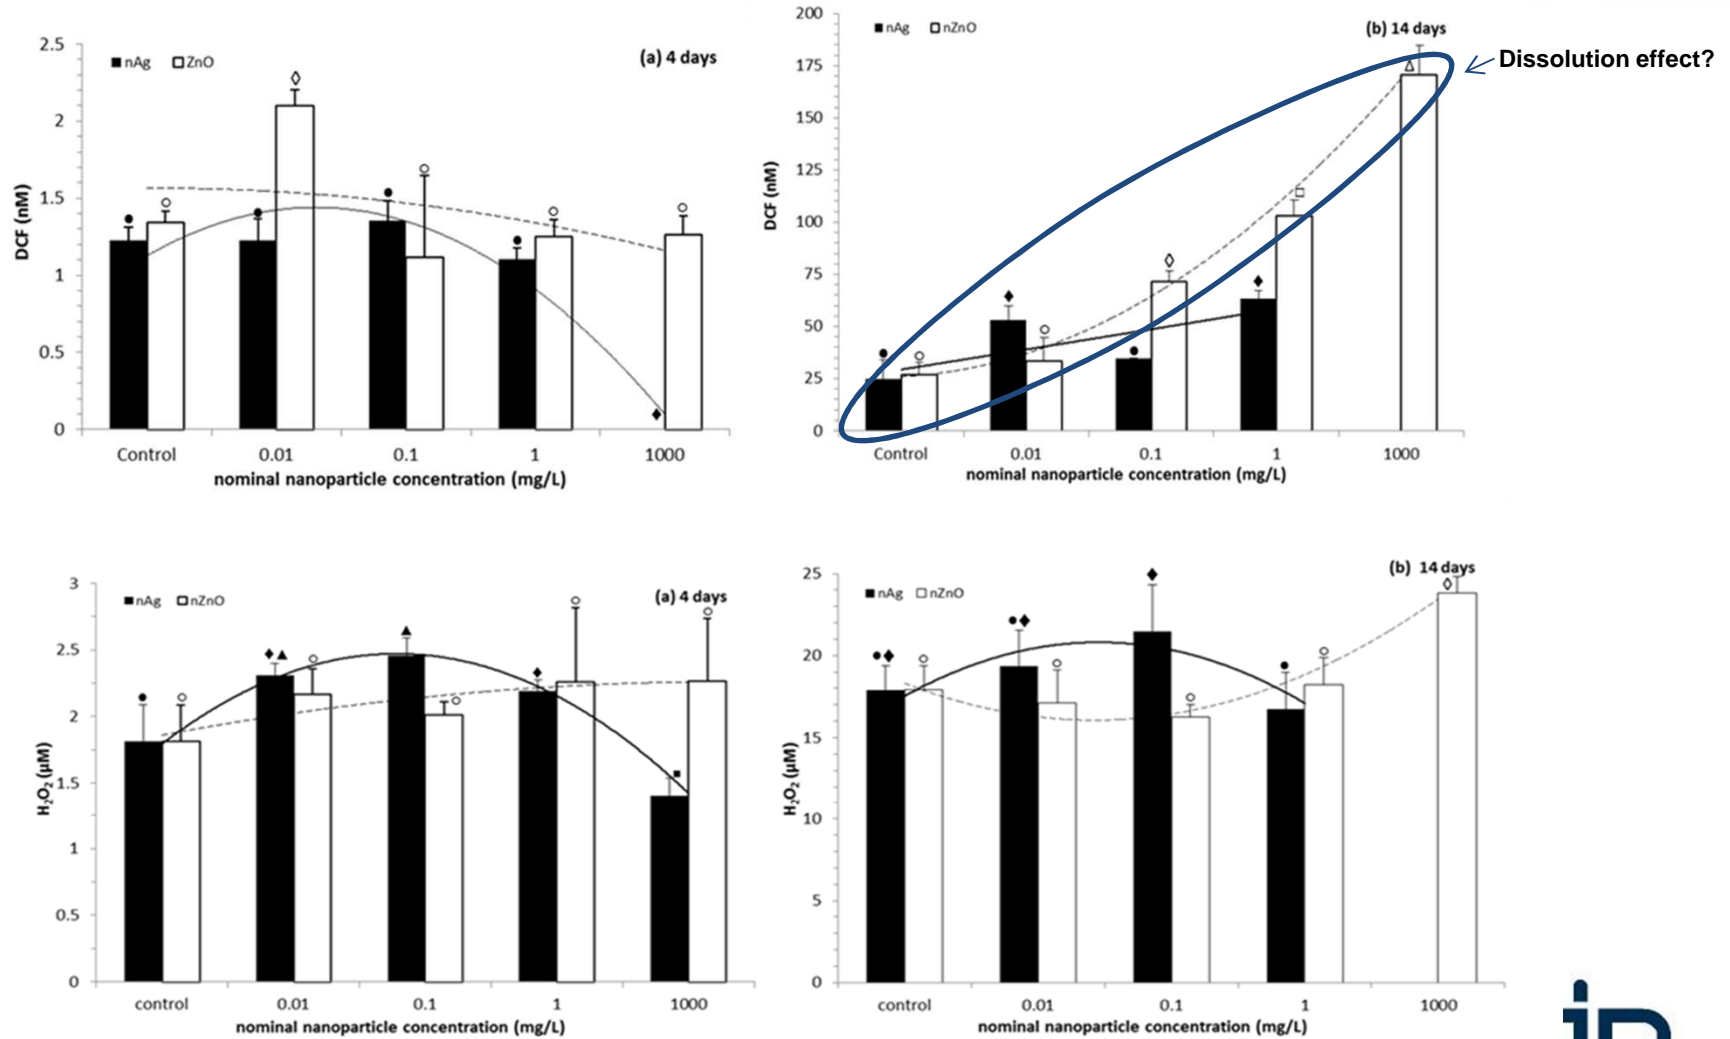 (a) 4 days
nAg ZnO
2.5
2
1.5
1
0.5
0
DCF (nM)
Control 0.01 0.1 1 1000
nominal nanoparticle concentration (mg/L)
(b) 14 days
nAg nZnO
200
175
150
125
100
75
50
25
0
DCF (nM)
Control 0.01 0.1 1 1000
nominal nanoparticle concentration (mg/L)
Dissolution effect?
(a) 4 days
nAg nZnO
3
2.5
2
1.5
1
0.5
0
H₂O₂ (µM)
control 0.01 0.1 1 1000
nominal nanoparticle concentration (mg/L)
(b) 14 days
nAg nZnO
25
20
15
10
5
0
H₂O₂ (µM)
control 0.01 0.1 1 1000
nominal nanoparticle concentration (mg/L)